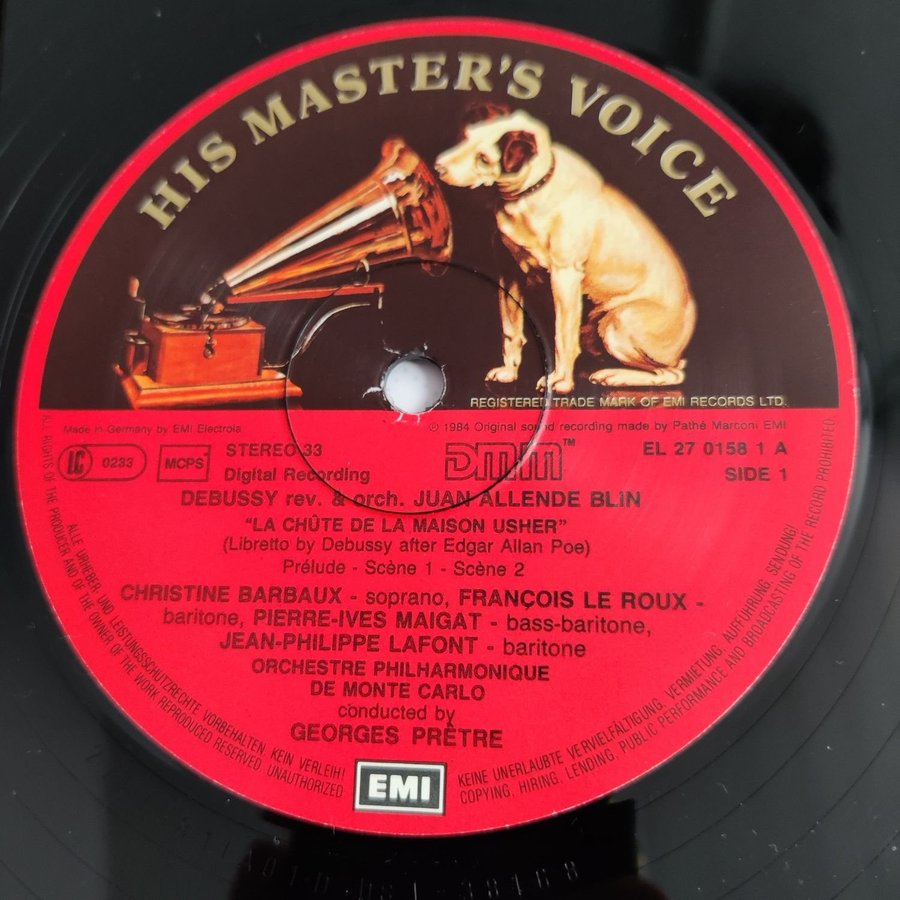 HIS MASTER'S VOICE
REGISTERED TRADE MARK OF EMI RECORDS LTD.
Made in Germany by EMI Electrola
℗ 1984 Original sound recording made by Pathé Marconi EMI
LC 0233
MCPS
STEREO 33
Digital Recording
DMM™
EL 27 0158 1 A
SIDE 1
DEBUSSY rev. & orch. JUAN ALLENDE BLIN
"LA CHÛTE DE LA MAISON USHER"
(Libretto by Debussy after Edgar Allan Poe)
Prélude - Scène 1 - Scène 2
CHRISTINE BARBAUX - soprano, FRANÇOIS LE ROUX -
baritone, PIERRE-IVES MAIGAT - bass-baritone,
JEAN-PHILIPPE LAFONT - baritone
ORCHESTRE PHILHARMONIQUE
DE MONTE CARLO
conducted by
GEORGES PRÊTRE
EMI
ALLE URHEBER UND LEISTUNGSSCHUTZRECHTE VORBEHALTEN. KEIN VERLEIH!
KEINE UNERLAUBTE VERVIELFÄLTIGUNG, VERMIETUNG, AUFFÜHRUNG, SENDUNG!
ALL RIGHTS OF THE PRODUCER AND OF THE OWNER OF THE WORK REPRODUCED RESERVED. UNAUTHORIZED
COPYING, HIRING, LENDING, PUBLIC PERFORMANCE AND BROADCASTING OF THE RECORD PROHIBITED